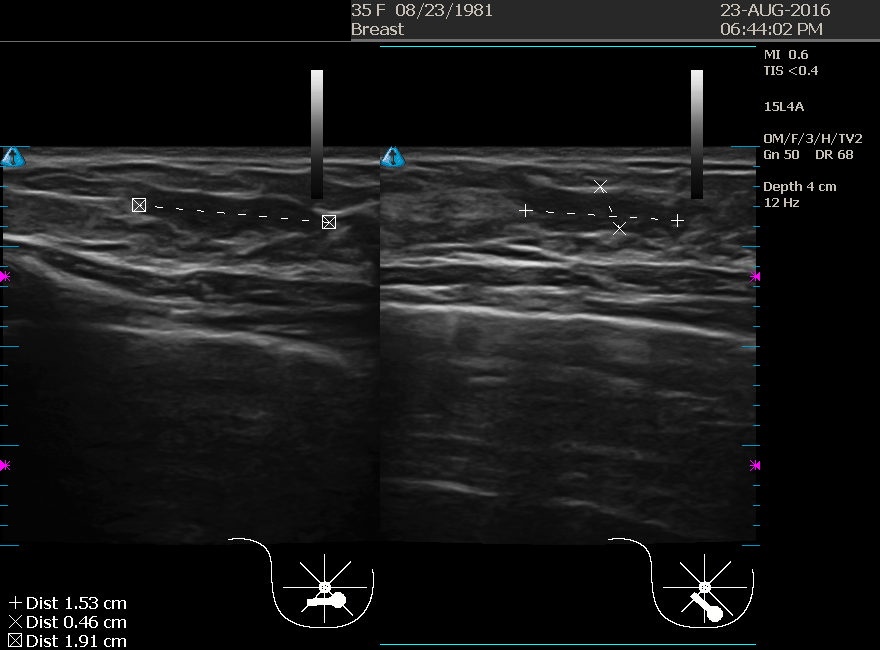 35 F 08/23/1981
23-AUG-2016
Breast
06:44:02 PM
MI 0.6
TIS <0.4
15L4A
OM/F/3/H/TV2
Gn 50 DR 68
Depth 4 cm
12 Hz
Dist 1.53 cm
Dist 0.46 cm
Dist 1.91 cm